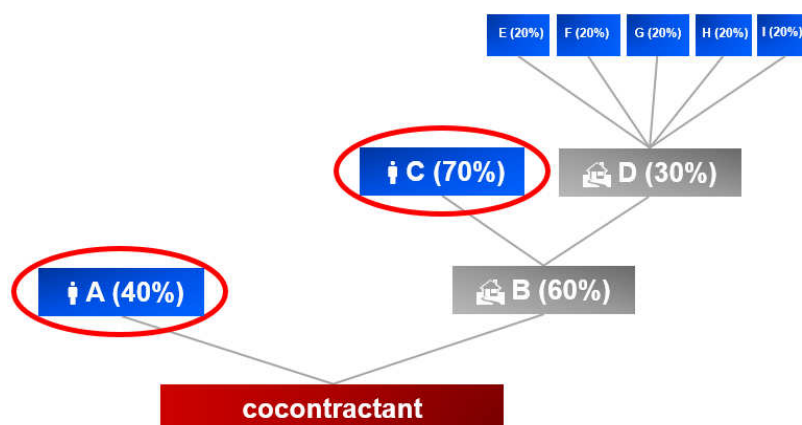 E (20%)
F (20%)
G (20%)
H (20%)
I (20%)
C (70%)
D (30%)
A (40%)
B (60%)
cocontractant